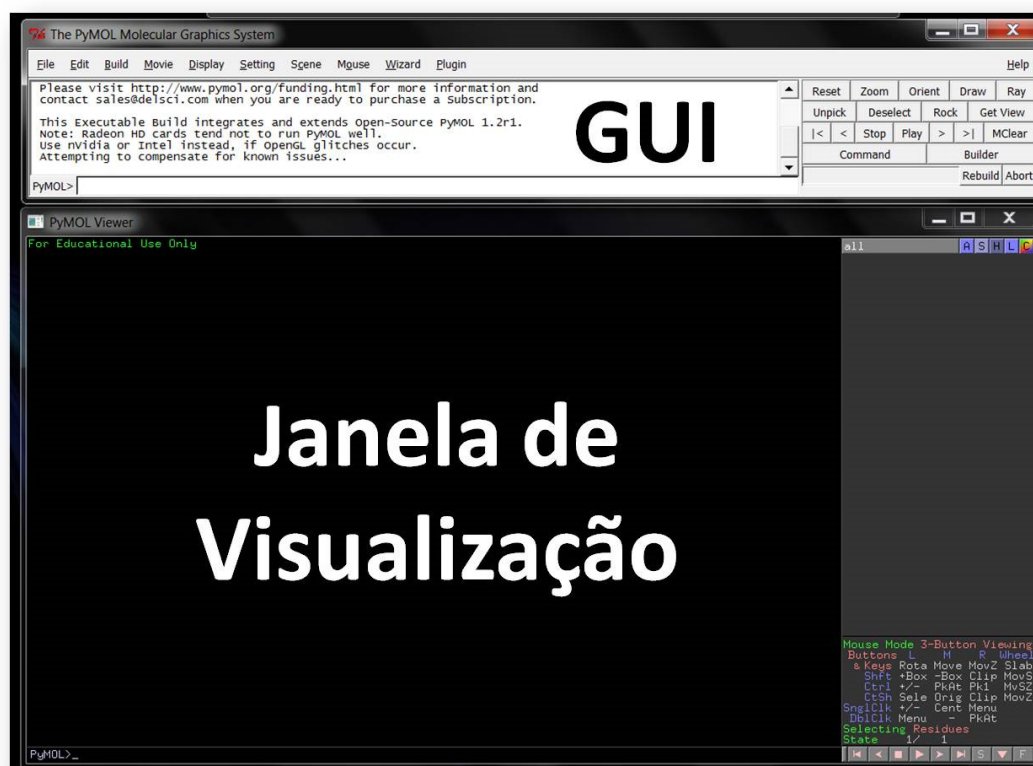 The PyMOL Molecular Graphics System
File Edit Build Movie Display Setting Scene Mouse Wizard Plugin Help
Please visit http://www.pymol.org/funding.html for more information and
contact sales@delsci.com when you are ready to purchase a Subscription.
This Executable Build integrates and extends Open-Source PyMOL 1.2r1.
Note: Radeon HD cards tend not to run PyMOL well.
Use nVidia or Intel instead, if OpenGL glitches occur.
Attempting to compensate for known issues...
GUI
PyMOL>
Reset Zoom Orient Draw Ray
Unpick Deselect Rock Get View
|< < Stop Play > >| MClear
Command Builder
Rebuild Abort
PyMOL Viewer
For Educational Use Only
all A S H L C
Janela de
Visualização
Mouse Mode 3-Button Viewing
Buttons L M R Wheel
& Keys Rota Move MovZ Slab
Shft +Box -Box Clip MovS
Ctrl +/- PkAt Pk1 MvSZ
CtSh Sele Orig Clip MovZ
SnglClk +/- Cent Menu
DblClk Menu - PkAt
Selecting Residues
State 1/ 1
PyMOL>_
S F